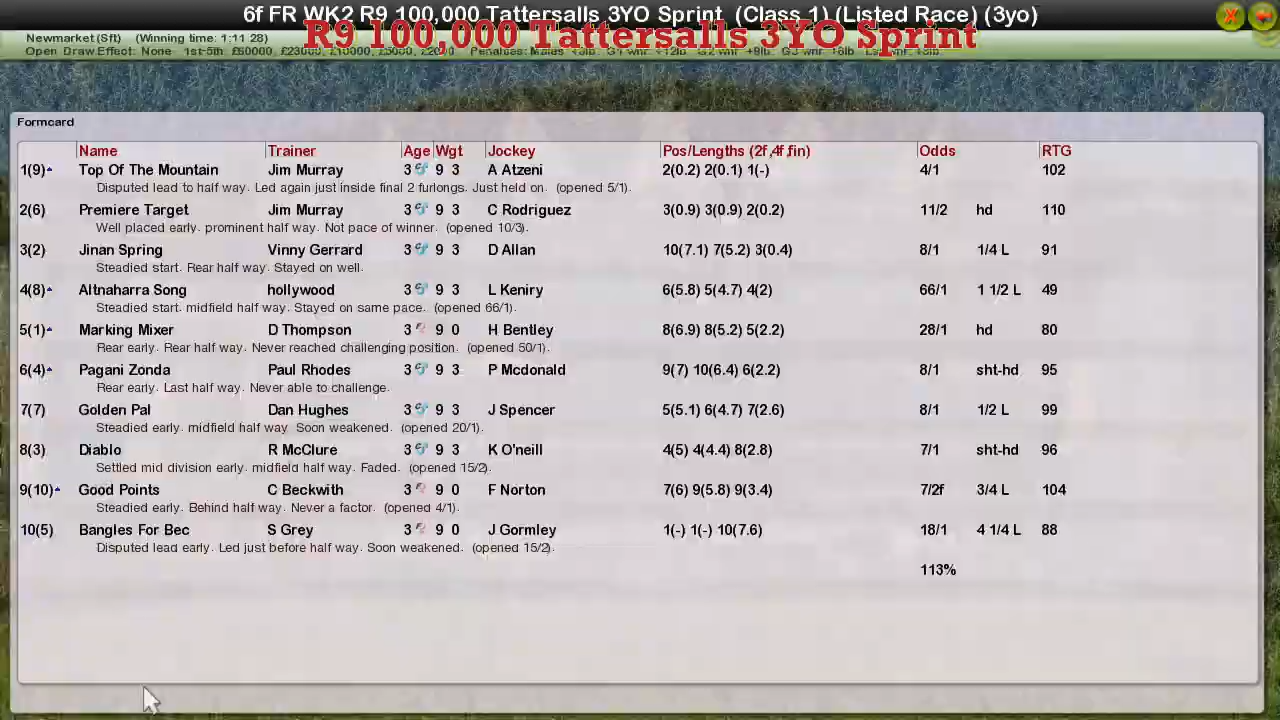 6f FR WK2 R9 100,000 Tattersalls 3YO Sprint (Class 1) (Listed Race) (3yo)
R9 100,000 Tattersalls 3YO Sprint
Newmarket (Sft) (Winning time: 1:11 28)
Open Draw Effect: None 1st-5th: £60000, £23000, £10000, £5000, £2000 Penalties: Males +3lb G1 wnr +12lb G2 wnr +9lb
Formcard
Name Trainer Age Wgt Jockey Pos/Lengths (2f,4f,fin) Odds RTG
1(9) Top Of The Mountain Jim Murray 3 9 3 A Atzeni 2(0.2) 2(0.1) 1(-) 4/1 102
Disputed lead to half way. Led again just inside final 2 furlongs. Just held on. (opened 5/1).
2(6) Premiere Target Jim Murray 3 9 3 C Rodriguez 3(0.9) 3(0.9) 2(0.2) 11/2 hd 110
Well placed early. prominent half way. Not pace of winner. (opened 10/3).
3(2) Jinan Spring Vinny Gerrard 3 9 3 D Allan 10(7.1) 7(5.2) 3(0.4) 8/1 1/4 L 91
Steadied start. Rear half way. Stayed on well.
4(8) Altnaharra Song hollywood 3 9 3 L Keniry 6(5.8) 5(4.7) 4(2) 66/1 1 1/2 L 49
Steadied start. midfield half way. Stayed on same pace. (opened 66/1).
5(1) Marking Mixer D Thompson 3 9 0 H Bentley 8(6.9) 8(5.2) 5(2.2) 28/1 hd 80
Rear early. Rear half way. Never reached challenging position. (opened 50/1).
6(4) Pagani Zonda Paul Rhodes 3 9 3 P Mcdonald 9(7) 10(6.4) 6(2.2) 8/1 sht-hd 95
Rear early. Last half way. Never able to challenge.
7(7) Golden Pal Dan Hughes 3 9 3 J Spencer 5(5.1) 6(4.7) 7(2.6) 8/1 1/2 L 99
Steadied early. midfield half way. Soon weakened. (opened 20/1).
8(3) Diablo R McClure 3 9 3 K O'neill 4(5) 4(4.4) 8(2.8) 7/1 sht-hd 96
Settled mid division early. midfield half way. Faded. (opened 15/2).
9(10) Good Points C Beckwith 3 9 0 F Norton 7(6) 9(5.8) 9(3.4) 7/2f 3/4 L 104
Steadied early. Behind half way. Never a factor. (opened 4/1).
10(5) Bangles For Bec S Grey 3 9 0 J Gormley 1(-) 1(-) 10(7.6) 18/1 4 1/4 L 88
Disputed lead early. Led just before half way. Soon weakened. (opened 15/2).
113%